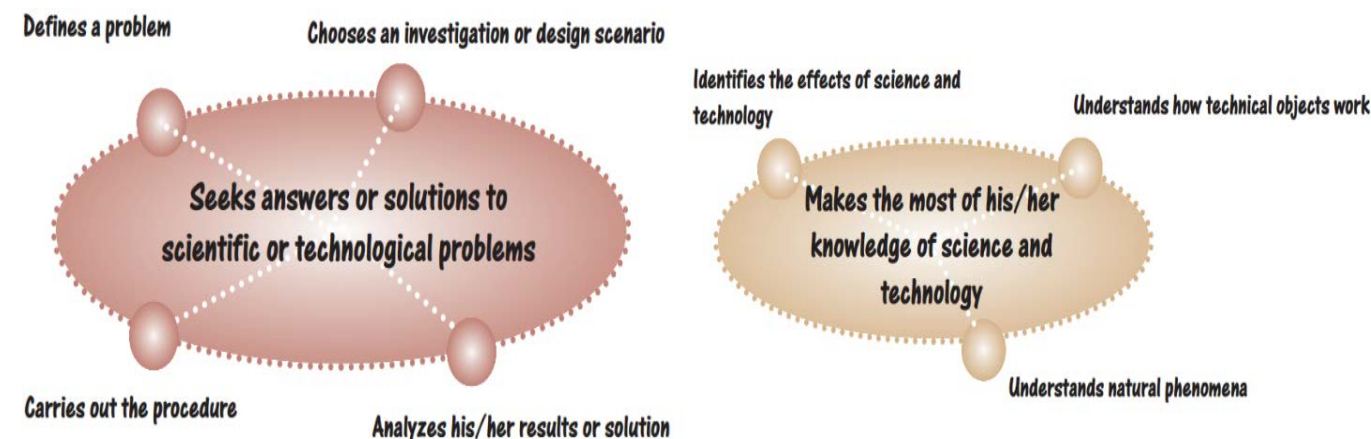 Defines a problem
Chooses an investigation or design scenario
Seeks answers or solutions to
scientific or technological problems
Carries out the procedure
Analyzes his/her results or solution
Identifies the effects of science and
technology
Understands how technical objects work
Makes the most of his/her
knowledge of science and
technology
Understands natural phenomena